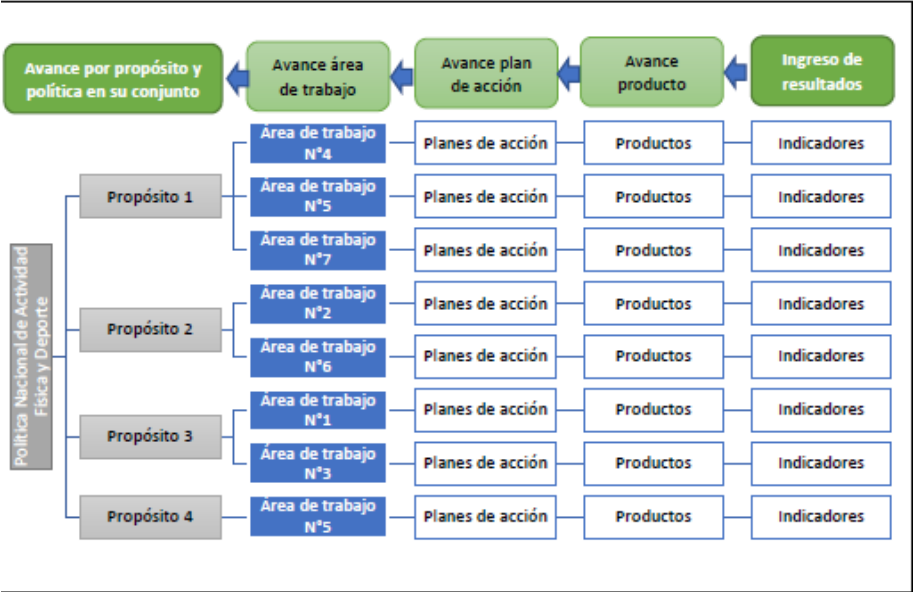 Avance por propósito y
política en su conjunto
Avance área
de trabajo
Avance plan
de acción
Avance
producto
Ingreso de
resultados
Política Nacional de Actividad
Física y Deporte
Propósito 1
Área de trabajo
N°4
Planes de acción
Productos
Indicadores
Área de trabajo
N°5
Planes de acción
Productos
Indicadores
Área de trabajo
N°7
Planes de acción
Productos
Indicadores
Propósito 2
Área de trabajo
N°2
Planes de acción
Productos
Indicadores
Área de trabajo
N°6
Planes de acción
Productos
Indicadores
Propósito 3
Área de trabajo
N°1
Planes de acción
Productos
Indicadores
Área de trabajo
N°3
Planes de acción
Productos
Indicadores
Propósito 4
Área de trabajo
N°5
Planes de acción
Productos
Indicadores